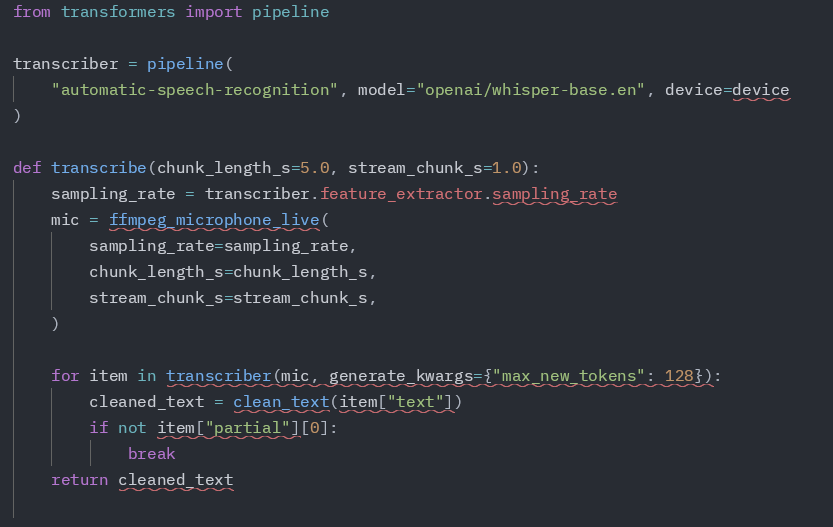 from transformers import pipeline
transcriber = pipeline(
    "automatic-speech-recognition", model="openai/whisper-base.en", device=device
)
def transcribe(chunk_length_s=5.0, stream_chunk_s=1.0):
    sampling_rate = transcriber.feature_extractor.sampling_rate
    mic = ffmpeg_microphone_live(
        sampling_rate=sampling_rate,
        chunk_length_s=chunk_length_s,
        stream_chunk_s=stream_chunk_s,
    )
    for item in transcriber(mic, generate_kwargs={"max_new_tokens": 128}):
        cleaned_text = clean_text(item["text"])
        if not item["partial"][0]:
            break
    return cleaned_text